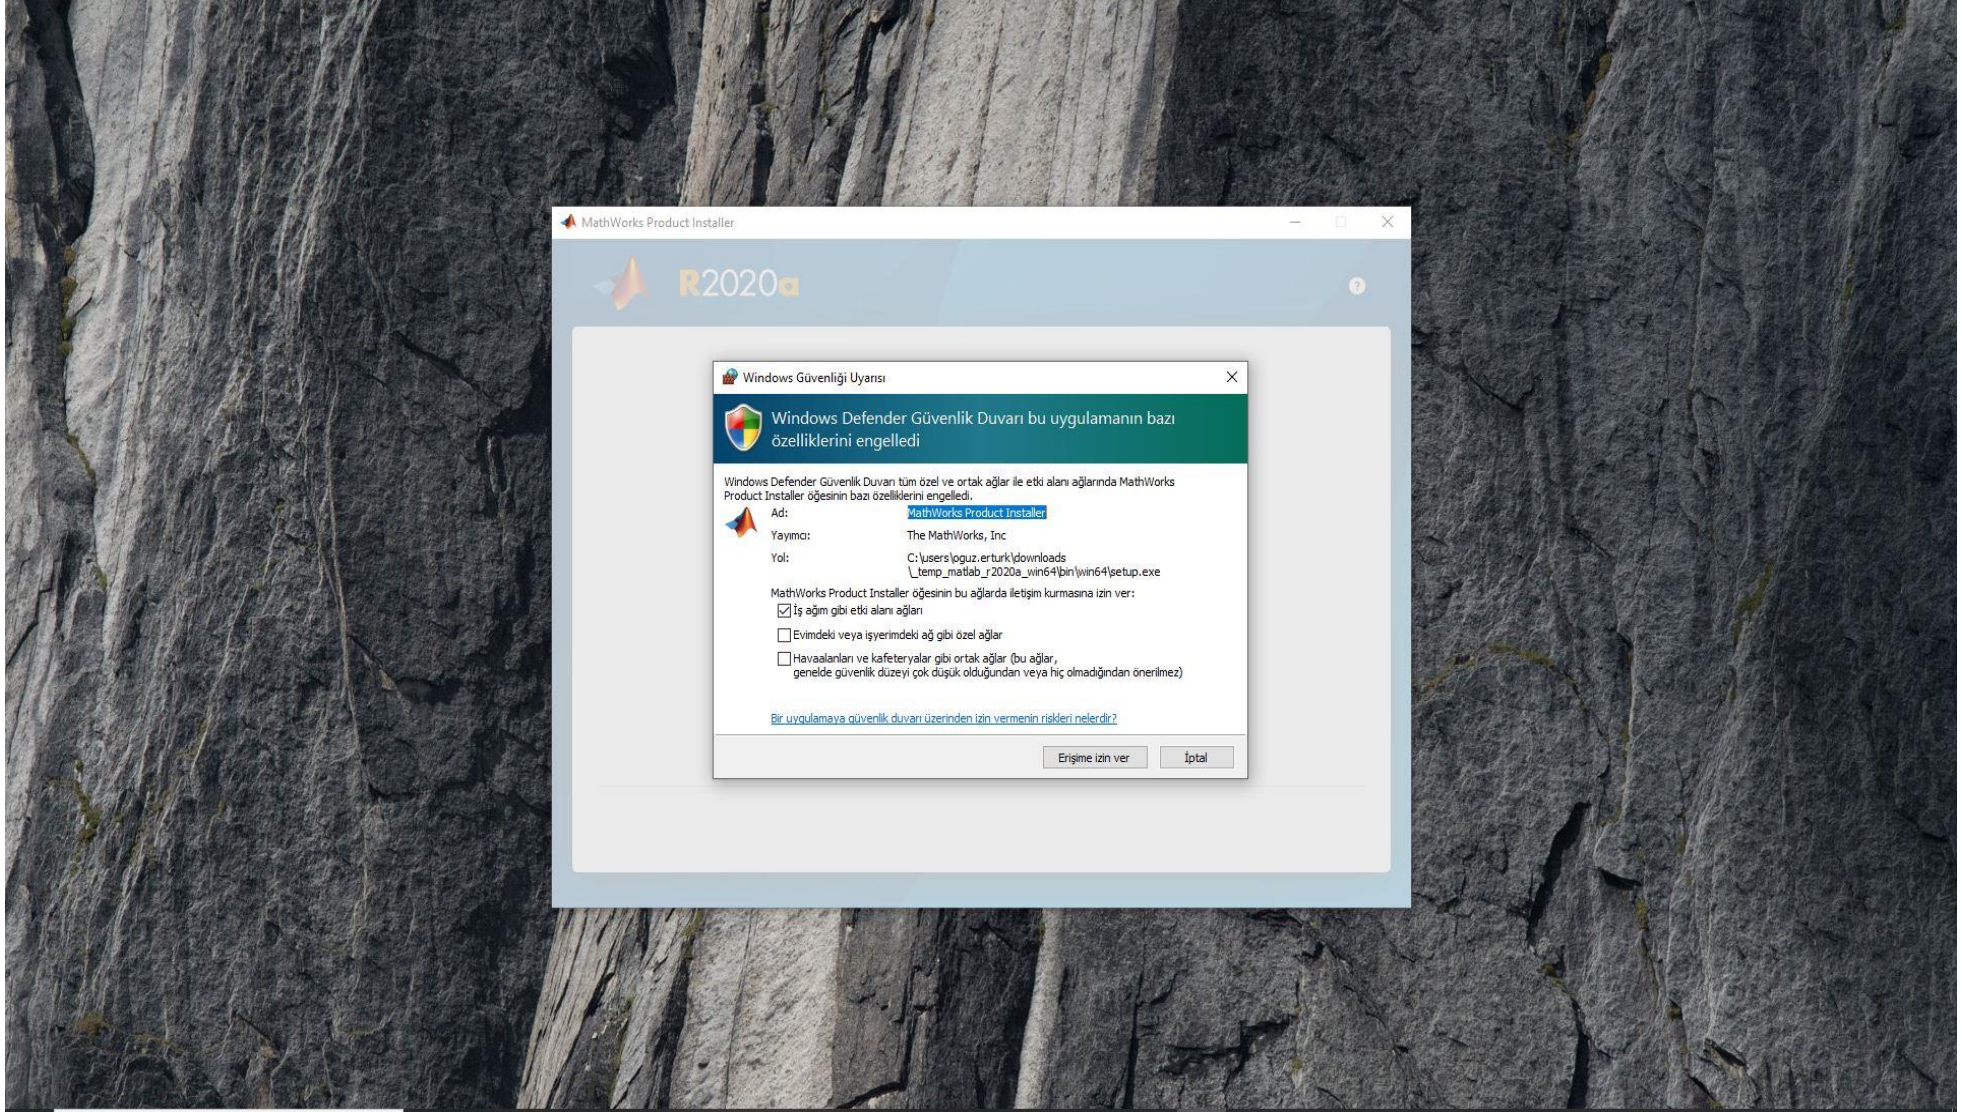 MathWorks Product Installer
R2020a
?
Windows Güvenliği Uyarısı
Windows Defender Güvenlik Duvarı bu uygulamanın bazı
özelliklerini engelledi
Windows Defender Güvenlik Duvarı tüm özel ve ortak ağlar ile etki alanı ağlarında MathWorks
Product Installer öğesinin bazı özelliklerini engelledi.
Ad: MathWorks Product Installer
Yayımcı: The MathWorks, Inc
Yol: C:\users\oguz.erturk\downloads
\_temp_matlab_r2020a_win64\bin\win64\setup.exe
MathWorks Product Installer öğesinin bu ağlarda iletişim kurmasına izin ver:
İş ağım gibi etki alanı ağları
Evimdeki veya işyerimdeki ağ gibi özel ağlar
Havaalanları ve kafeteryalar gibi ortak ağlar (bu ağlar,
genelde güvenlik düzeyi çok düşük olduğundan veya hiç olmadığından önerilmez)
Bir uygulamaya güvenlik duvarı üzerinden izin vermenin riskleri nelerdir?
Erişime izin ver İptal